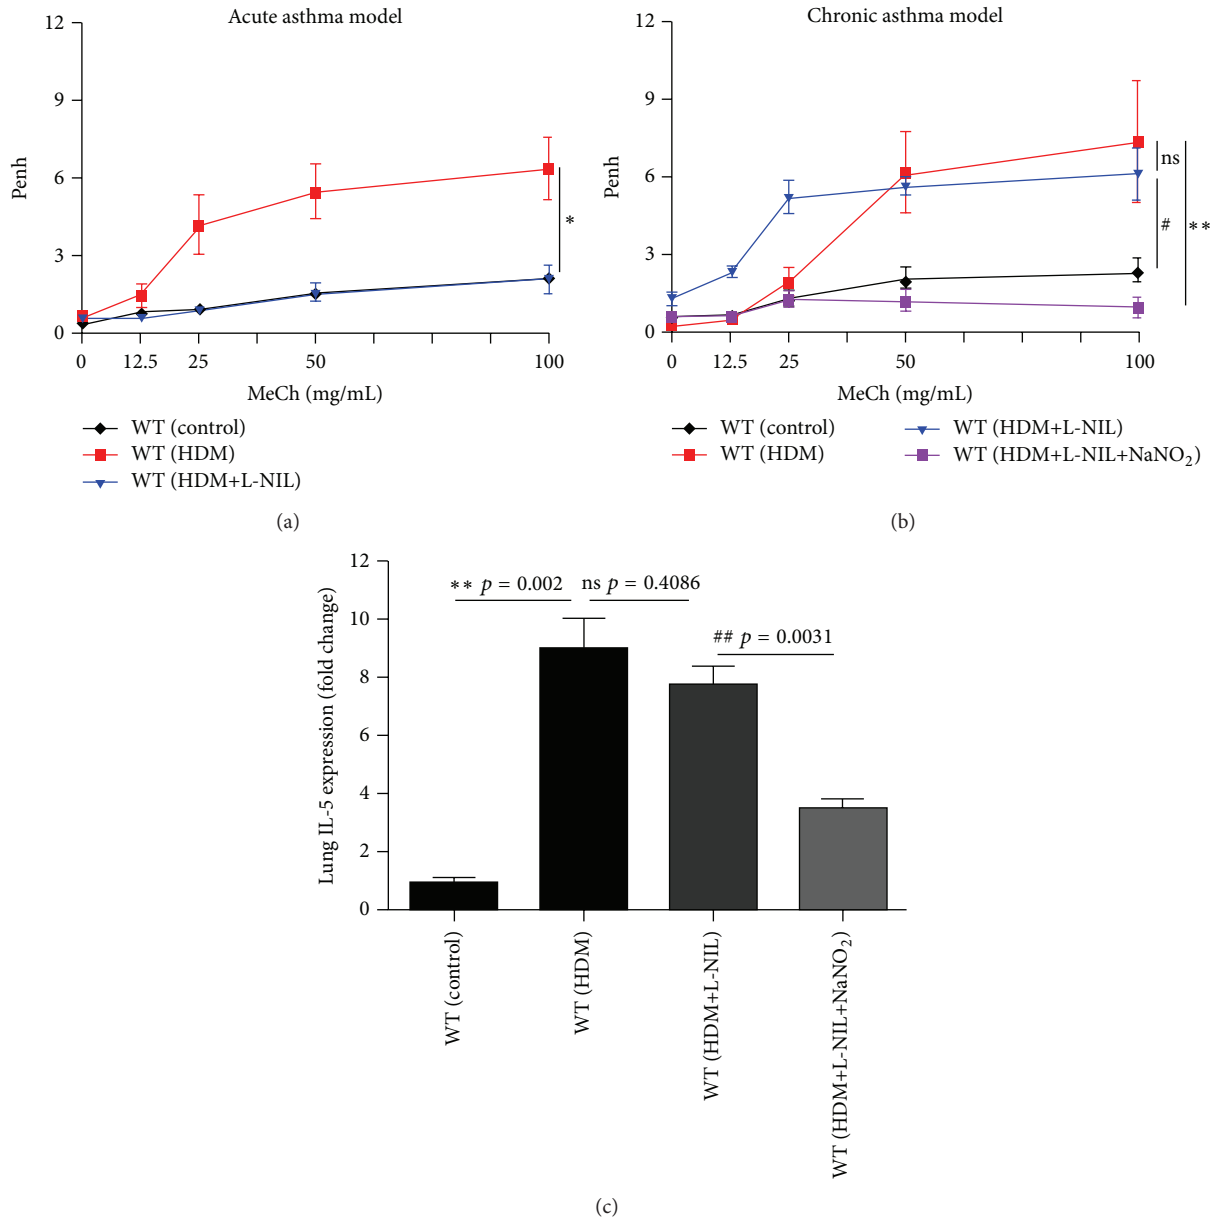 Acute asthma model
12
9
6
3
0
Penh
*
0 12.5 25 50 100
MeCh (mg/mL)
WT (control)
WT (HDM)
WT (HDM+L-NIL)
(a)
Chronic asthma model
12
9
6
3
0
Penh
ns
#
**
0 12.5 25 50 100
MeCh (mg/mL)
WT (control)
WT (HDM)
WT (HDM+L-NIL)
WT (HDM+L-NIL+NaNO₂)
(b)
12
10
8
6
4
2
0
Lung IL-5 expression (fold change)
** p = 0.002
ns p = 0.4086
## p = 0.0031
WT (control)
WT (HDM)
WT (HDM+L-NIL)
WT (HDM+L-NIL+NaNO₂)
(c)